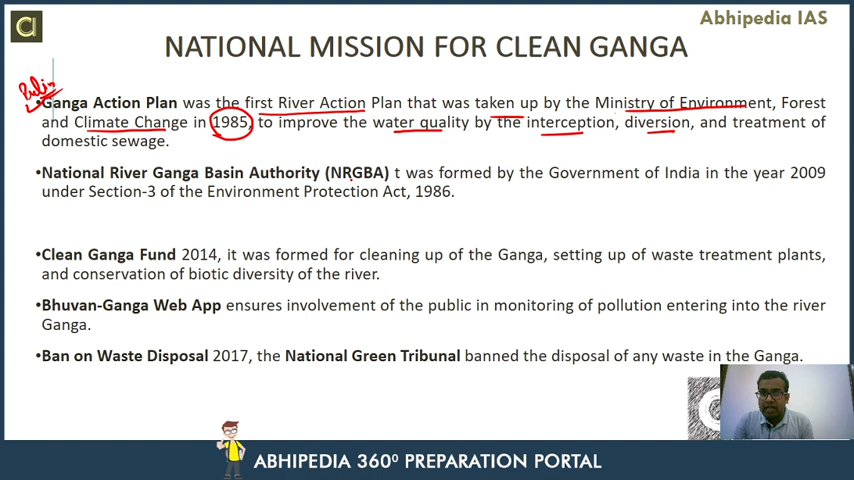 Abhipedia IAS
NATIONAL MISSION FOR CLEAN GANGA
•Ganga Action Plan was the first River Action Plan that was taken up by the Ministry of Environment, Forest
and Climate Change in 1985, to improve the water quality by the interception, diversion, and treatment of
domestic sewage.
•National River Ganga Basin Authority (NRGBA) t was formed by the Government of India in the year 2009
under Section-3 of the Environment Protection Act, 1986.
•Clean Ganga Fund 2014, it was formed for cleaning up of the Ganga, setting up of waste treatment plants,
and conservation of biotic diversity of the river.
•Bhuvan-Ganga Web App ensures involvement of the public in monitoring of pollution entering into the river
Ganga.
•Ban on Waste Disposal 2017, the National Green Tribunal banned the disposal of any waste in the Ganga.
ABHIPEDIA 360⁰ PREPARATION PORTAL